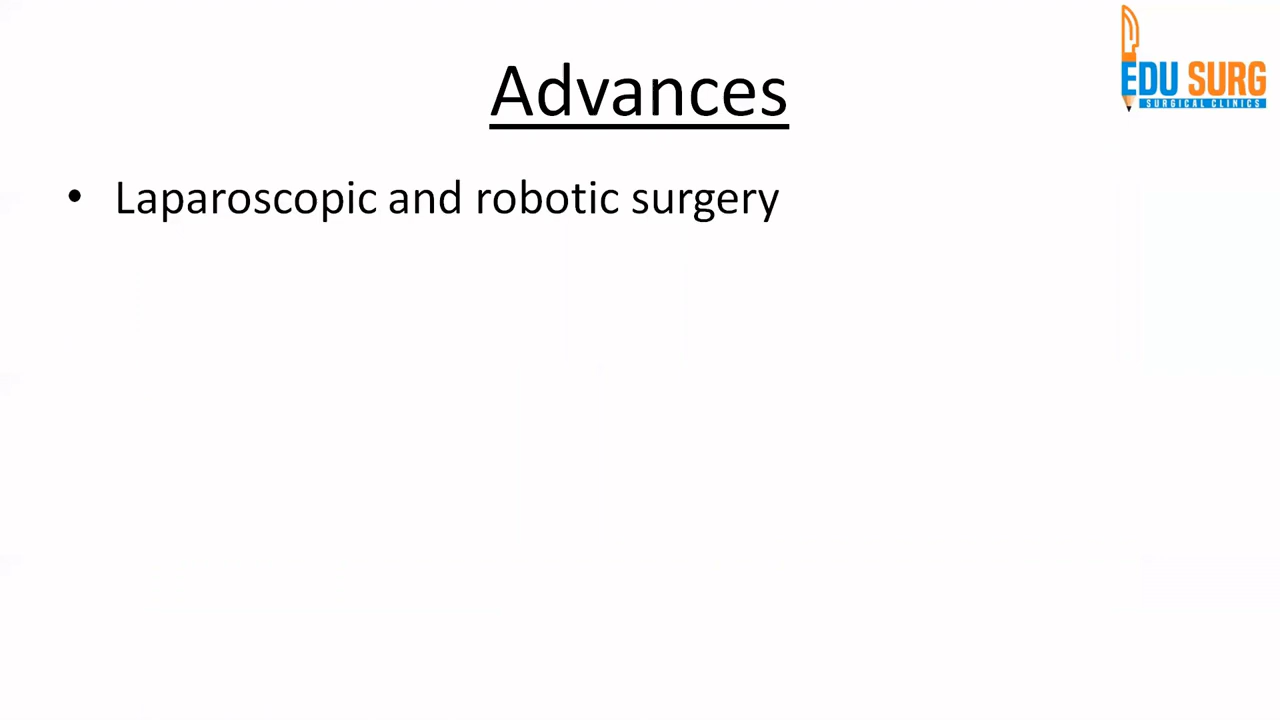 Advances
EDU SURG
SURGICAL CLINICS
• Laparoscopic and robotic surgery